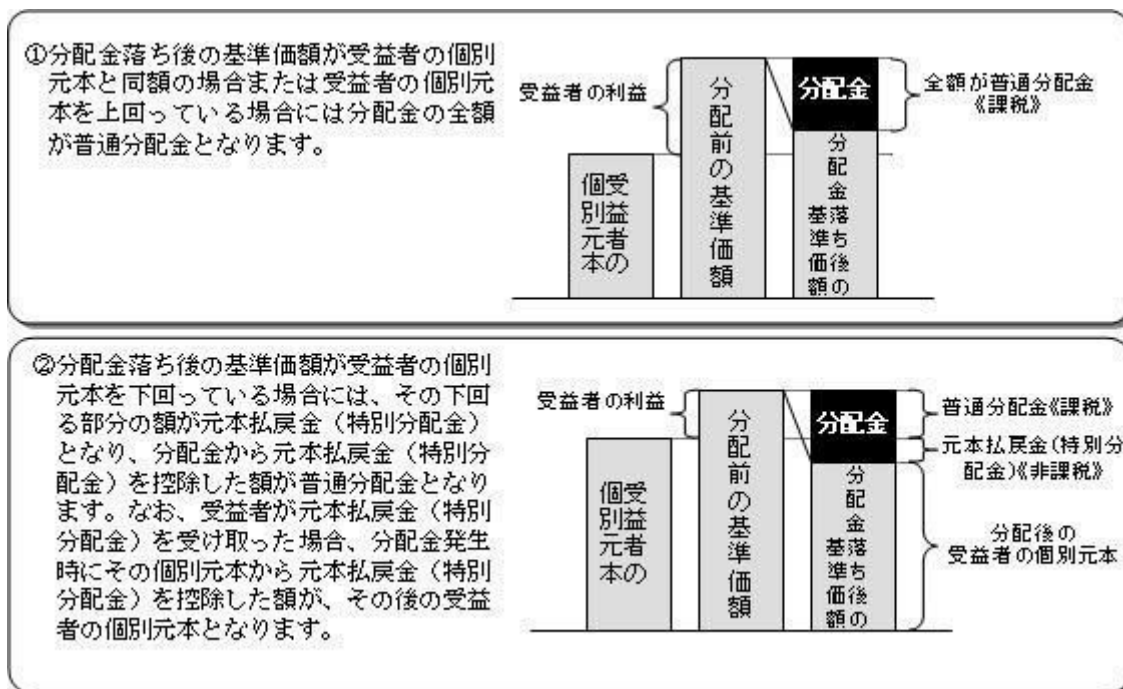 ①分配金落ち後の基準価額が受益者の個別
元本と同額の場合または受益者の個別元
本を上回っている場合には分配金の全額
が普通分配金となります。
受益者の利益
受益者の
個別元本
分配前の基準価額
分配金
分配金落ち後の
基準価額
全額が普通分配金
《課税》
②分配金落ち後の基準価額が受益者の個別
元本を下回っている場合には、その下回
る部分の額が元本払戻金（特別分配金）
となり、分配金から元本払戻金（特別分
配金）を控除した額が普通分配金となり
ます。なお、受益者が元本払戻金（特別
分配金）を受け取った場合、分配金発生
時にその個別元本から元本払戻金（特別
分配金）を控除した額が、その後の受益
者の個別元本となります。
受益者の利益
受益者の
個別元本
分配前の基準価額
分配金
分配金落ち後の
基準価額
普通分配金《課税》
元本払戻金(特別分
配金)《非課税》
分配後の
受益者の個別元本